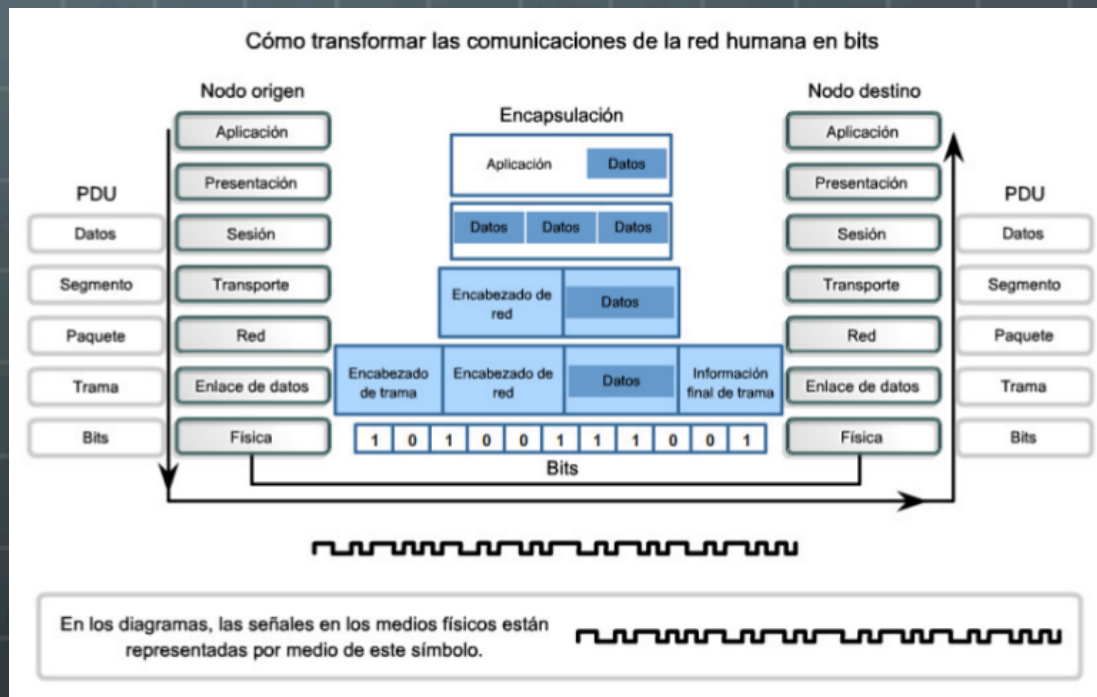 Cómo transformar las comunicaciones de la red humana en bits
Nodo origen
Encapsulación
Nodo destino
Aplicación
Aplicación
Datos
Aplicación
PDU
Presentación
Presentación
PDU
Datos
Sesión
Datos
Datos
Datos
Sesión
Datos
Segmento
Transporte
Encabezado de
red
Datos
Transporte
Segmento
Paquete
Red
Red
Paquete
Trama
Enlace de datos
Encabezado
de trama
Encabezado de
red
Datos
Información
final de trama
Enlace de datos
Trama
Bits
Física
1 0 1 0 0 1 1 1 0 0 1
Física
Bits
Bits
En los diagramas, las señales en los medios físicos están
representadas por medio de este símbolo.